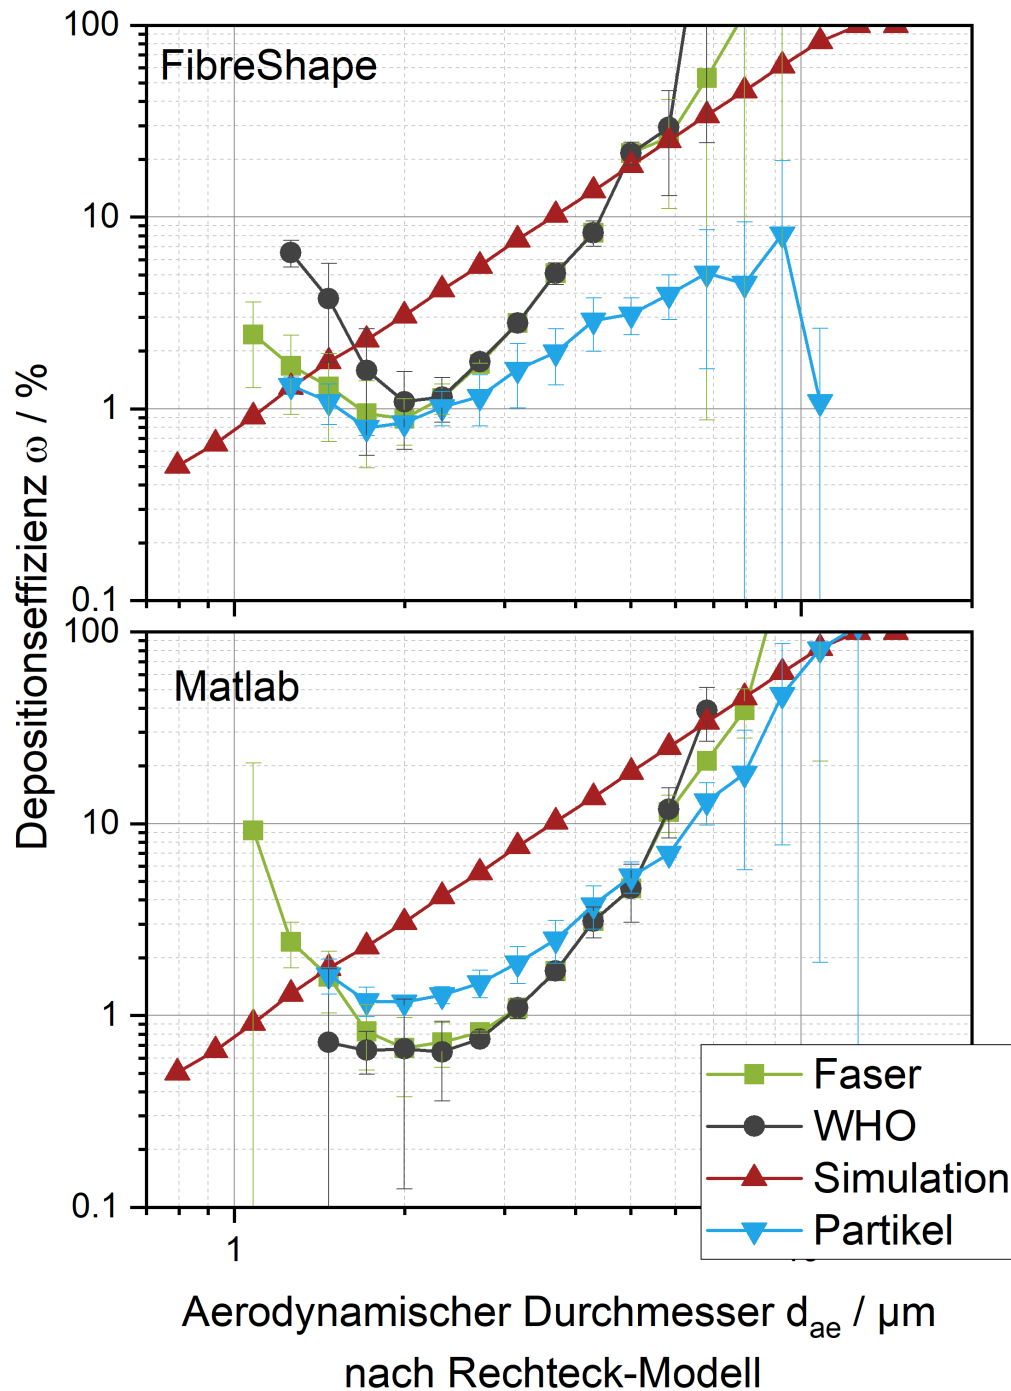 100
FibreShape
10
1
0.1
Depositionseffizienz ω / %
100
Matlab
10
1
0.1
Faser
WHO
Simulation
Partikel
1
Aerodynamischer Durchmesser dae / µm
nach Rechteck-Modell